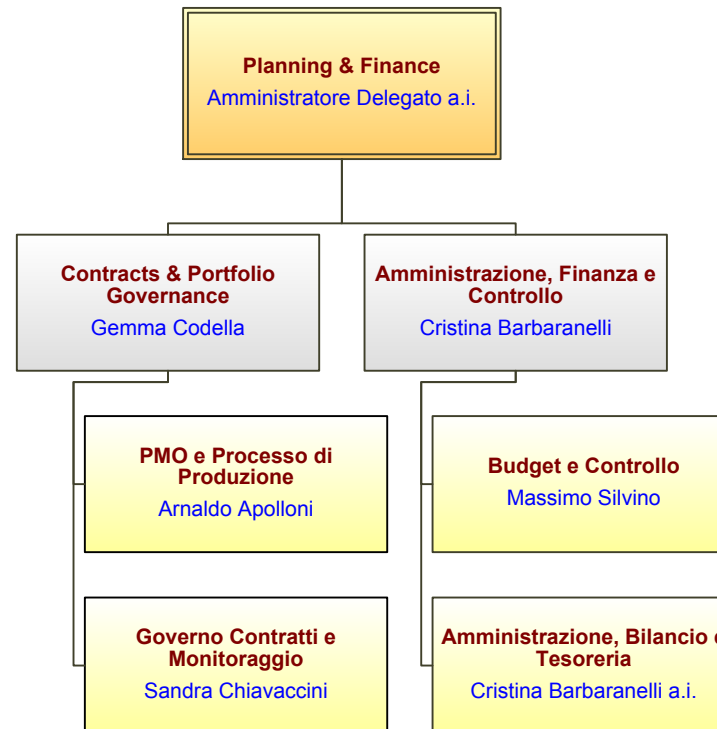 Planning & Finance
Amministratore Delegato a.i.
Contracts & Portfolio
Governance
Gemma Codella
Amministrazione, Finanza e
Controllo
Cristina Barbaranelli
PMO e Processo di
Produzione
Arnaldo Apolloni
Budget e Controllo
Massimo Silvino
Governo Contratti e
Monitoraggio
Sandra Chiavaccini
Amministrazione, Bilancio e
Tesoreria
Cristina Barbaranelli a.i.